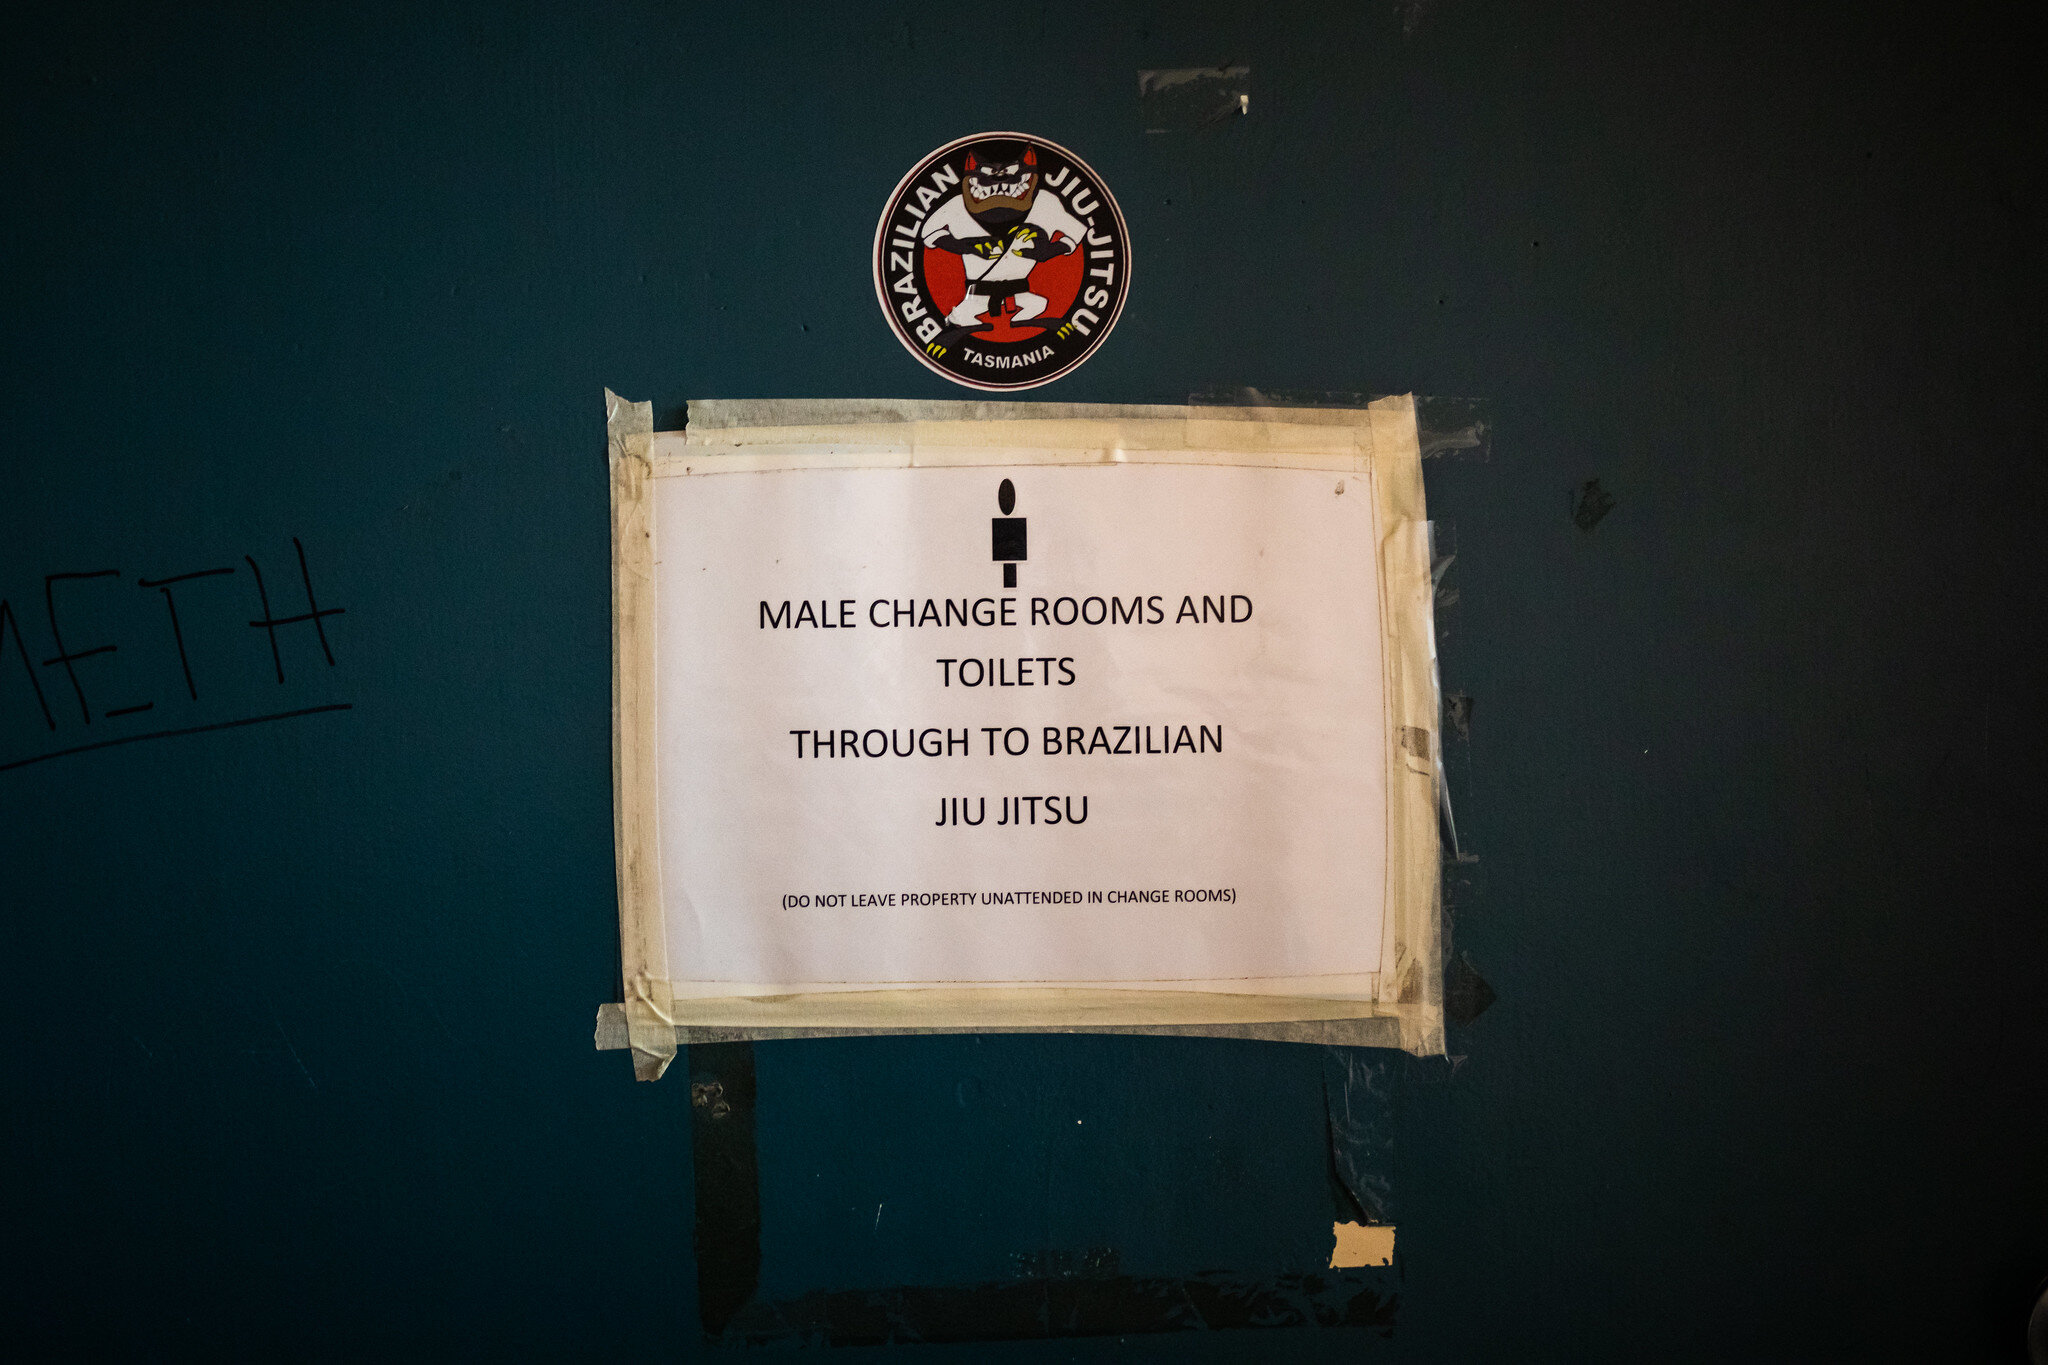 BRAZILIAN JIU-JITSU
TASMANIA
METH
MALE CHANGE ROOMS AND
TOILETS
THROUGH TO BRAZILIAN
JIU JITSU
(DO NOT LEAVE PROPERTY UNATTENDED IN CHANGE ROOMS)